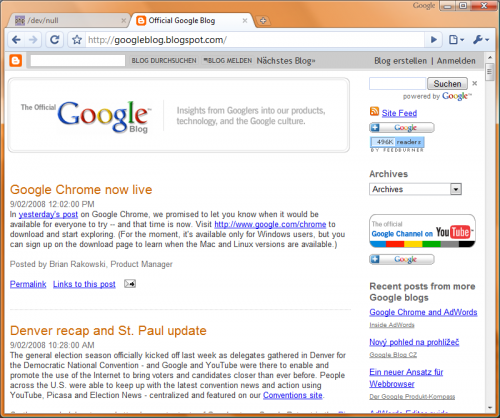 Google
/dev/null
Official Google Blog
http://googleblog.blogspot.com/
BLOG DURCHSUCHEN
BLOG MELDEN
Nächstes Blog»
Blog erstellen | Anmelden
The Official
Google™
Blog
Insights from Googlers into our products,
technology, and the Google culture.
Suchen
powered by Google™
Site Feed
Google
496K readers
BY FEEDBURNER
Google Chrome now live
9/02/2008 12:02:00 PM
In yesterday's post on Google Chrome, we promised to let you know when it would be
available for everyone to try -- and that time is now. Visit http://www.google.com/chrome to
download and start exploring. (For the moment, it's available only for Windows users, but you
can sign up on the download page to learn when the Mac and Linux versions are available.)
Posted by Brian Rakowski, Product Manager
Permalink Links to this post
Denver recap and St. Paul update
9/02/2008 10:28:00 AM
The general election season officially kicked off last week as delegates gathered in Denver for
the Democratic National Convention - and Google and YouTube were there to enable and
promote the use of the Internet to bring voters and candidates closer than ever before. People
across the U.S. were able to keep up with the latest convention news and action using
YouTube, Picasa and Election News - centralized and featured on our Conventions site.
Archives
Archives
The official
Google Channel on YouTube
Google
Recent posts from more
Google blogs
Google Chrome and AdWords
Inside AdWords
Nový pohled na prohlížeč
Google Blog CZ
Ein neuer Ansatz für
Webbrowser
Der Google Produkt-Kompass